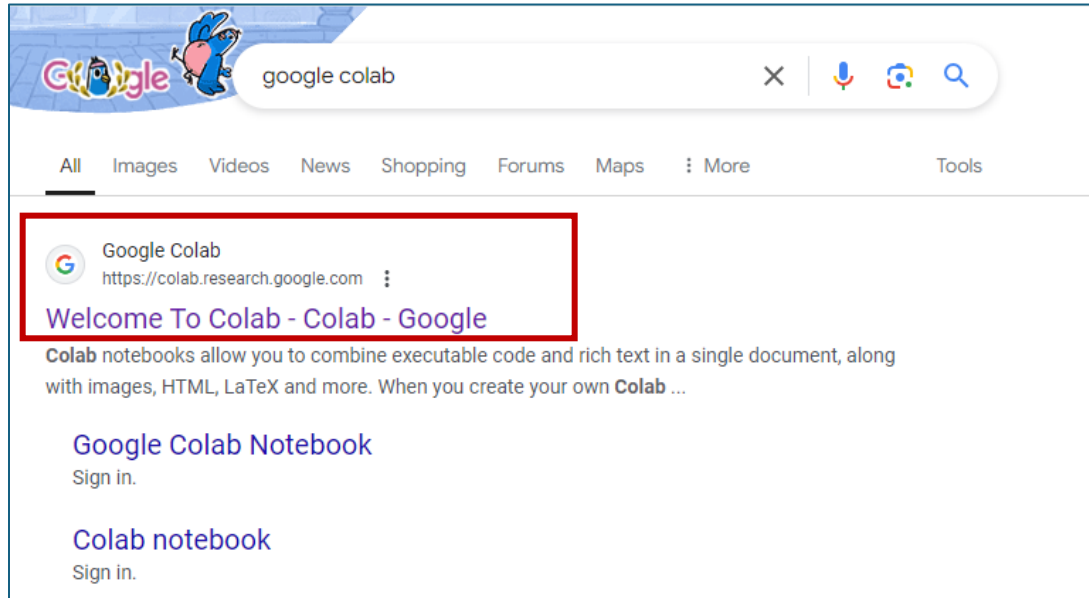 Google
google colab
All Images Videos News Shopping Forums Maps More Tools
Google Colab
https://colab.research.google.com
Welcome To Colab - Colab - Google
Colab notebooks allow you to combine executable code and rich text in a single document, along
with images, HTML, LaTeX and more. When you create your own Colab ...
Google Colab Notebook
Sign in.
Colab notebook
Sign in.